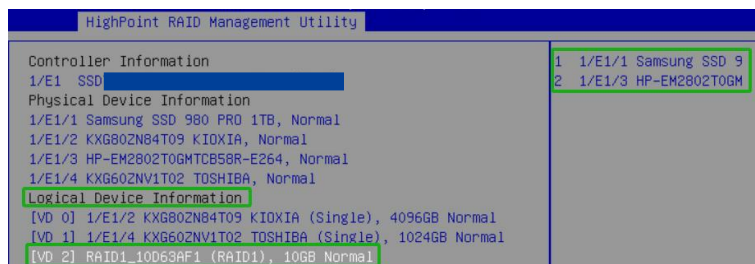 HighPoint RAID Management Utility
Controller Information
1/E1 SSD
Physical Device Information
1/E1/1 Samsung SSD 980 PRO 1TB, Normal
1/E1/2 KXG80ZN84T09 KIOXIA, Normal
1/E1/3 HP-EM2802T0GMTCB58R-E264, Normal
1/E1/4 KXG60ZNV1T02 TOSHIBA, Normal
Logical Device Information
[VD 0] 1/E1/2 KXG80ZN84T09 KIOXIA (Single), 4096GB Normal
[VD 1] 1/E1/4 KXG60ZNV1T02 TOSHIBA (Single), 1024GB Normal
[VD 2] RAID1_10D63AF1 (RAID1), 10GB Normal
1 1/E1/1 Samsung SSD 9
2 1/E1/3 HP-EM2802T0GM